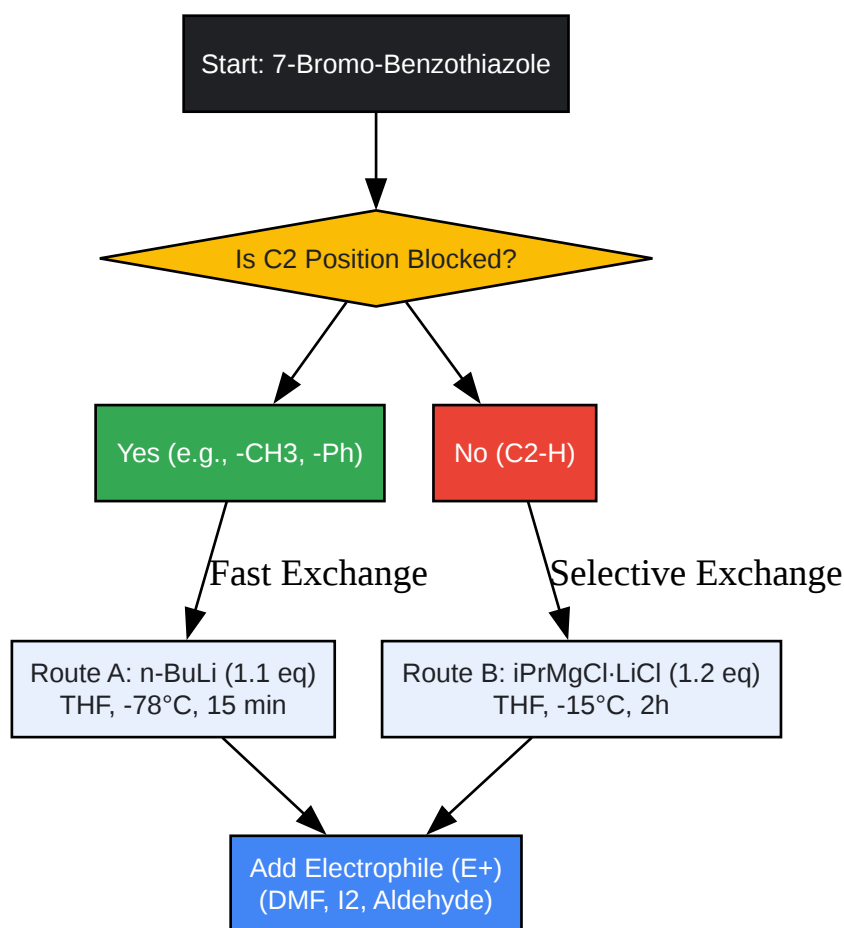 Start: 7-Bromo-Benzothiazole
Is C2 Position Blocked?
Yes (e.g., -CH3, -Ph)
No (C2-H)
Fast Exchange
Selective Exchange
Route A: n-BuLi (1.1 eq)
THF, -78°C, 15 min
Route B: iPrMgCl·LiCl (1.2 eq)
THF, -15°C, 2h
Add Electrophile (E+)
(DMF, I2, Aldehyde)